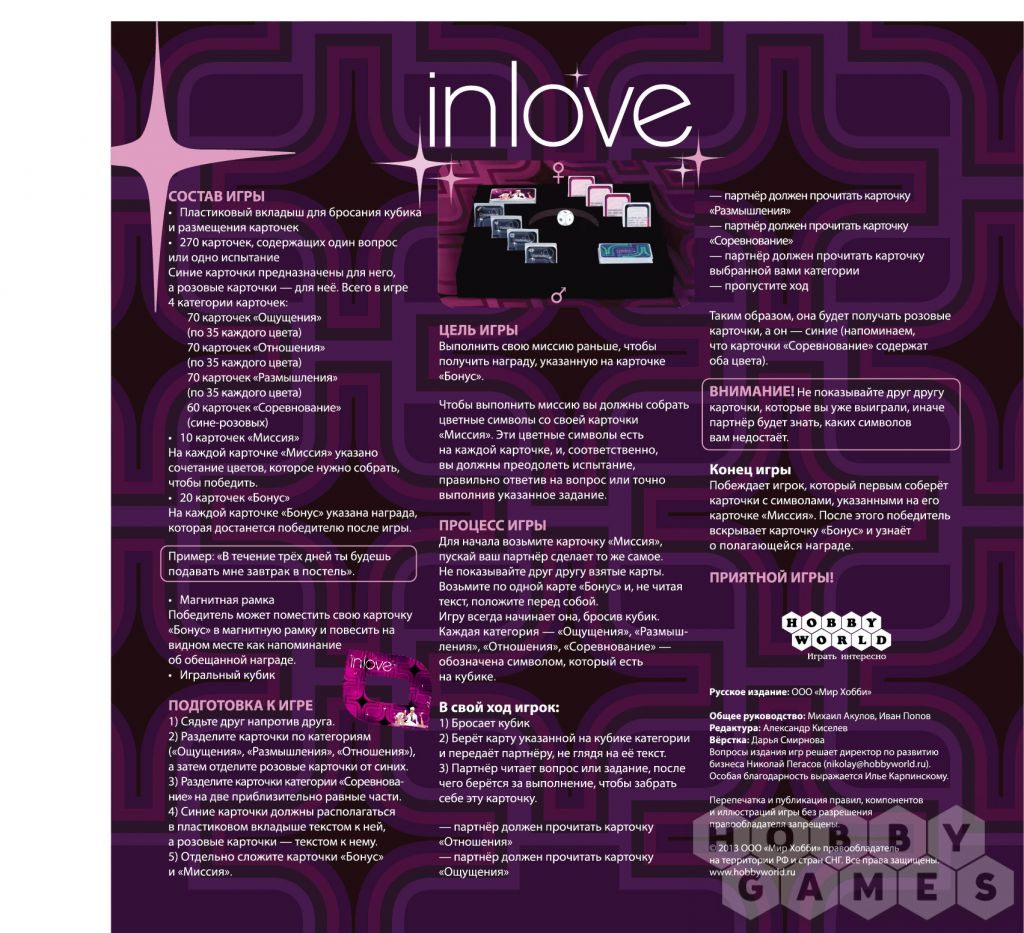 inlove
СОСТАВ ИГРЫ
• Пластиковый вкладыш для бросания кубика
и размещения карточек
• 270 карточек, содержащих один вопрос
или одно испытание
Синие карточки предназначены для него,
а розовые карточки — для неё. Всего в игре
4 категории карточек:
70 карточек «Ощущения»
(по 35 каждого цвета)
70 карточек «Отношения»
(по 35 каждого цвета)
70 карточек «Размышления»
(по 35 каждого цвета)
60 карточек «Соревнование»
(сине-розовых)
• 10 карточек «Миссия»
На каждой карточке «Миссия» указано
сочетание цветов, которое нужно собрать,
чтобы победить.
• 20 карточек «Бонус»
На каждой карточке «Бонус» указана награда,
которая достанется победителю после игры.
Пример: «В течение трёх дней ты будешь
подавать мне завтрак в постель».
• Магнитная рамка
Победитель может поместить свою карточку
«Бонус» в магнитную рамку и повесить на
видном месте как напоминание
об обещанной награде.
• Игральный кубик
inlove
ПОДГОТОВКА К ИГРЕ
1) Сядьте друг напротив друга.
2) Разделите карточки по категориям
(«Ощущения», «Размышления», «Отношения»),
а затем отделите розовые карточки от синих.
3) Разделите карточки категории «Соревнова-
ние» на две приблизительно равные части.
4) Синие карточки должны располагаться
в пластиковом вкладыше текстом к ней,
а розовые карточки — текстом к нему.
5) Отдельно сложите карточки «Бонус»
и «Миссия».
♀
♂
ЦЕЛЬ ИГРЫ
Выполнить свою миссию раньше, чтобы
получить награду, указанную на карточке
«Бонус».
Чтобы выполнить миссию вы должны собрать
цветные символы со своей карточки
«Миссия». Эти цветные символы есть
на каждой карточке, и, соответственно,
вы должны преодолеть испытание,
правильно ответив на вопрос или точно
выполнив указанное задание.
ПРОЦЕСС ИГРЫ
Для начала возьмите карточку «Миссия»,
пускай ваш партнёр сделает то же самое.
Не показывайте друг другу взятые карты.
Возьмите по одной карте «Бонус» и, не читая
текст, положите перед собой.
Игру всегда начинает она, бросив кубик.
Каждая категория — «Ощущения», «Размыш-
ления», «Отношения», «Соревнование» —
обозначена символом, который есть
на кубике.
В свой ход игрок:
1) Бросает кубик
2) Берёт карту указанной на кубике категории
и передаёт партнёру, не глядя на её текст.
3) Партнёр читает вопрос или задание, после
чего берётся за выполнение, чтобы забрать
себе эту карточку.
— партнёр должен прочитать карточку
«Отношения»
— партнёр должен прочитать карточку
«Ощущения»
— партнёр должен прочитать карточку
«Размышления»
— партнёр должен прочитать карточку
«Соревнование»
— партнёр должен прочитать карточку
выбранной вами категории
— пропустите ход
Таким образом, она будет получать розовые
карточки, а он — синие (напоминаем,
что карточки «Соревнование» содержат
оба цвета).
ВНИМАНИЕ! Не показывайте друг другу
карточки, которые вы уже выиграли, иначе
партнёр будет знать, каких символов
вам недостаёт.
Конец игры
Побеждает игрок, который первым соберёт
карточки с символами, указанными на его
карточке «Миссия». После этого победитель
вскрывает карточку «Бонус» и узнаёт
о полагающейся награде.
ПРИЯТНОЙ ИГРЫ!
HOBBY
WORLD
Играть интересно
Русское издание: ООО «Мир Хобби»
Общее руководство: Михаил Акулов, Иван Попов
Редактура: Александр Киселев
Вёрстка: Дарья Смирнова
Вопросы издания игр решает директор по развитию
бизнеса Николай Пегасов (nikolay@hobbyworld.ru).
Особая благодарность выражается Илье Карпинскому.
Перепечатка и публикация правил, компонентов
и иллюстраций игры без разрешения
правообладателя запрещены.
© 2013 ООО «Мир Хобби» правообладатель
на территории РФ и стран СНГ. Все права защищены.
www.hobbyworld.ru
HOBBY
GAMES